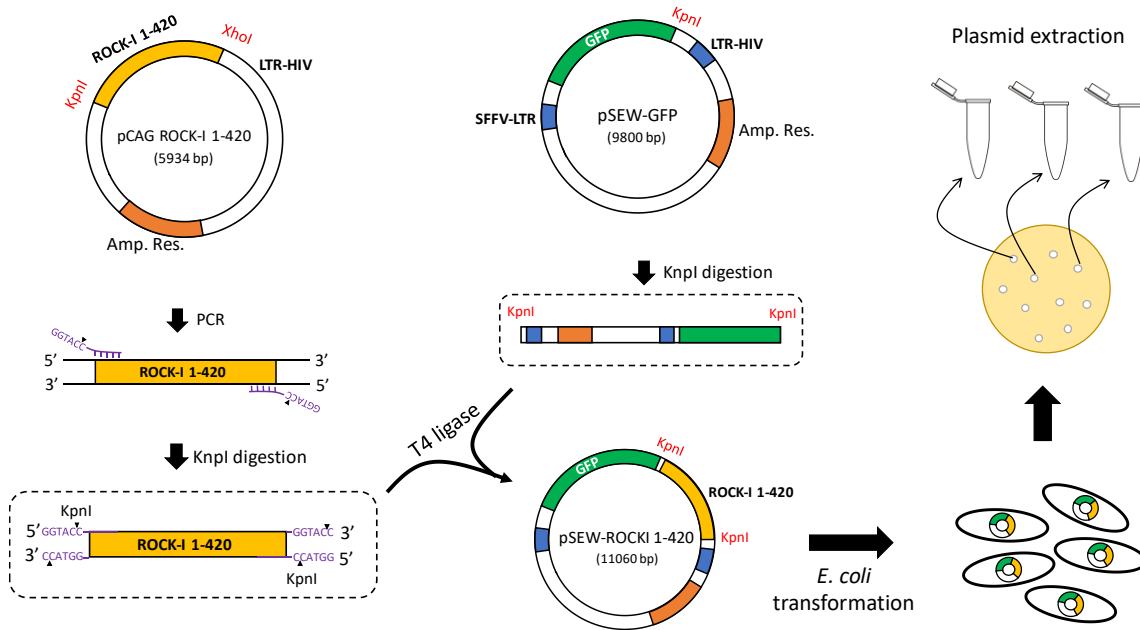 KpnI
ROCK-I 1-420
XhoI
LTR-HIV
pCAG ROCK-I 1-420
(5934 bp)
Amp. Res.
GFP
KpnI
LTR-HIV
SFFV-LTR
pSEW-GFP
(9800 bp)
Amp. Res.
Plasmid extraction
PCR
GGTACC
5’ ROCK-I 1-420 3’
3’ 5’
GGTACC
KnpI digestion
KpnI
5’ GGTACC GGTACC 3’
ROCK-I 1-420
3’ CCATGG CCATGG 5’
KpnI
KnpI digestion
KpnI KpnI
T4 ligase
GFP
KpnI
ROCK-I 1-420
KpnI
pSEW-ROCKI 1-420
(11060 bp)
E. coli
transformation